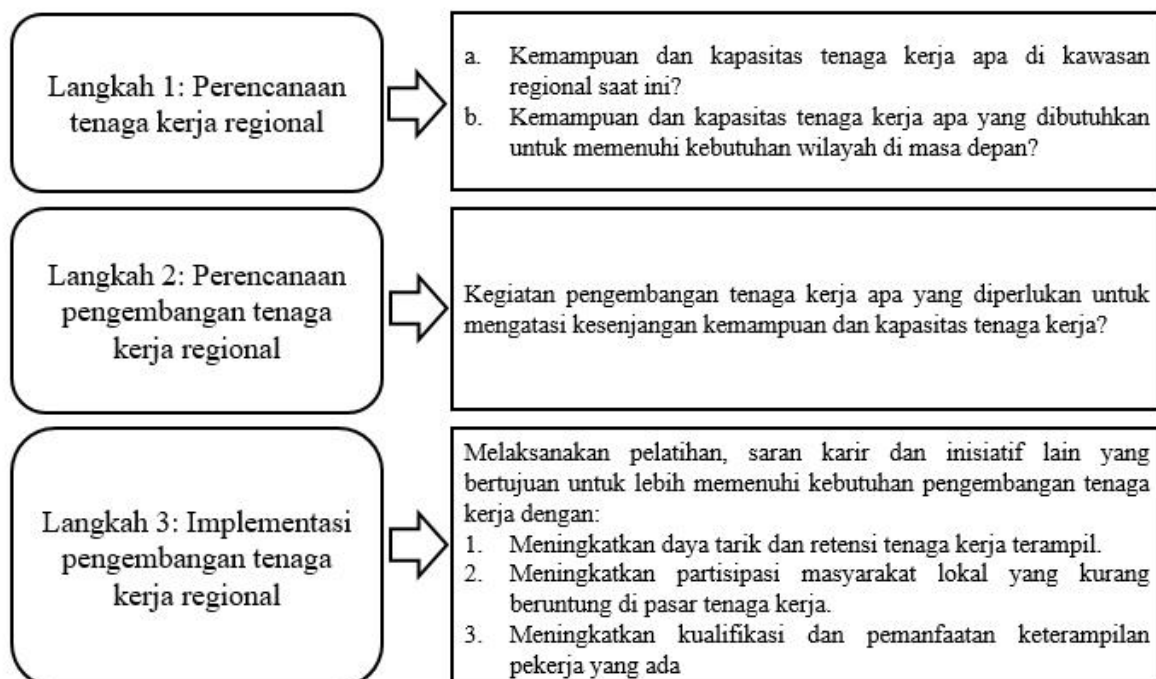 Langkah 1: Perencanaan
tenaga kerja regional
a. Kemampuan dan kapasitas tenaga kerja apa di kawasan
regional saat ini?
b. Kemampuan dan kapasitas tenaga kerja apa yang dibutuhkan
untuk memenuhi kebutuhan wilayah di masa depan?
Langkah 2: Perencanaan
pengembangan tenaga
kerja regional
Kegiatan pengembangan tenaga kerja apa yang diperlukan untuk
mengatasi kesenjangan kemampuan dan kapasitas tenaga kerja?
Langkah 3: Implementasi
pengembangan tenaga
kerja regional
Melaksanakan pelatihan, saran karir dan inisiatif lain yang
bertujuan untuk lebih memenuhi kebutuhan pengembangan tenaga
kerja dengan:
1. Meningkatkan daya tarik dan retensi tenaga kerja terampil.
2. Meningkatkan partisipasi masyarakat lokal yang kurang
beruntung di pasar tenaga kerja.
3. Meningkatkan kualifikasi dan pemanfaatan keterampilan
pekerja yang ada